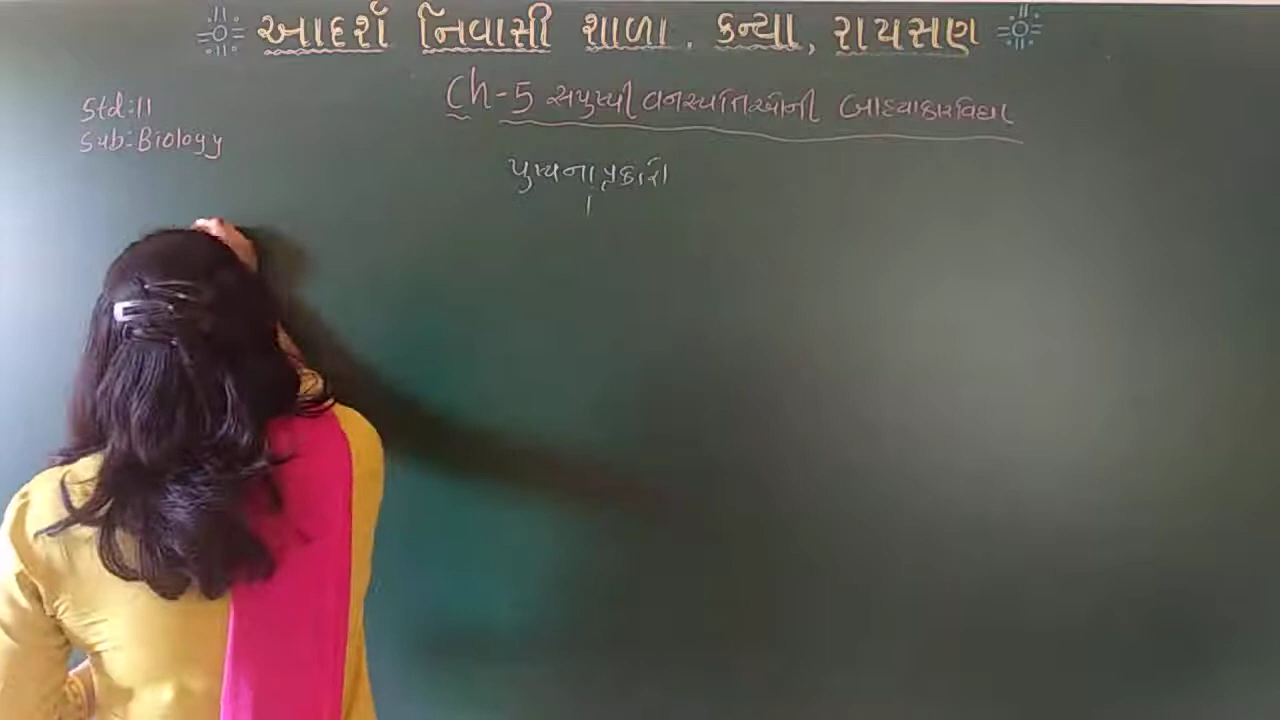 આદર્શ નિવાસી શાળા. કન્યા, રાયસણ
Ch-5 સપુષ્પી વનસ્પતિઓની બાહ્યાકારવિદ્યા
Std:11
Sub:Biology
પુષ્પના પ્રકારો